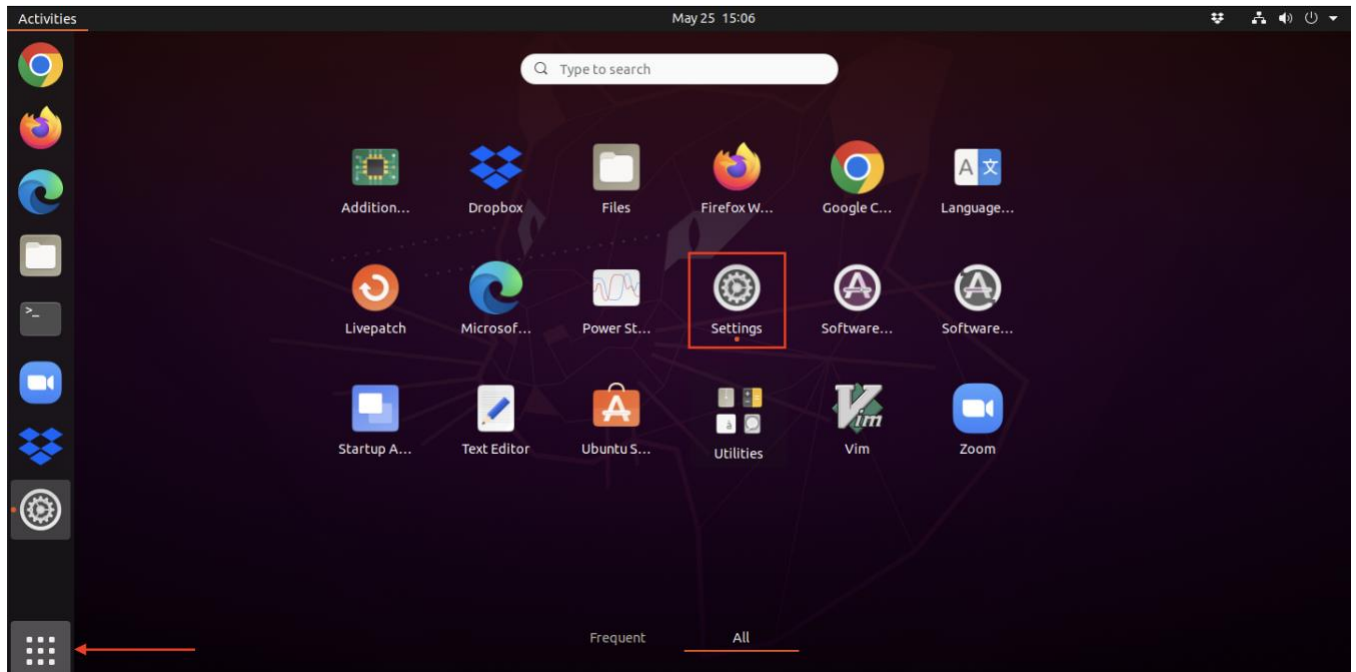 Activities
May 25 15:06
Type to search
Addition...
Dropbox
Files
Firefox W...
Google C...
Language...
Livepatch
Microsof...
Power St...
Settings
Software...
Software...
Startup A...
Text Editor
Ubuntu S...
Utilities
Vim
Zoom
Frequent
All